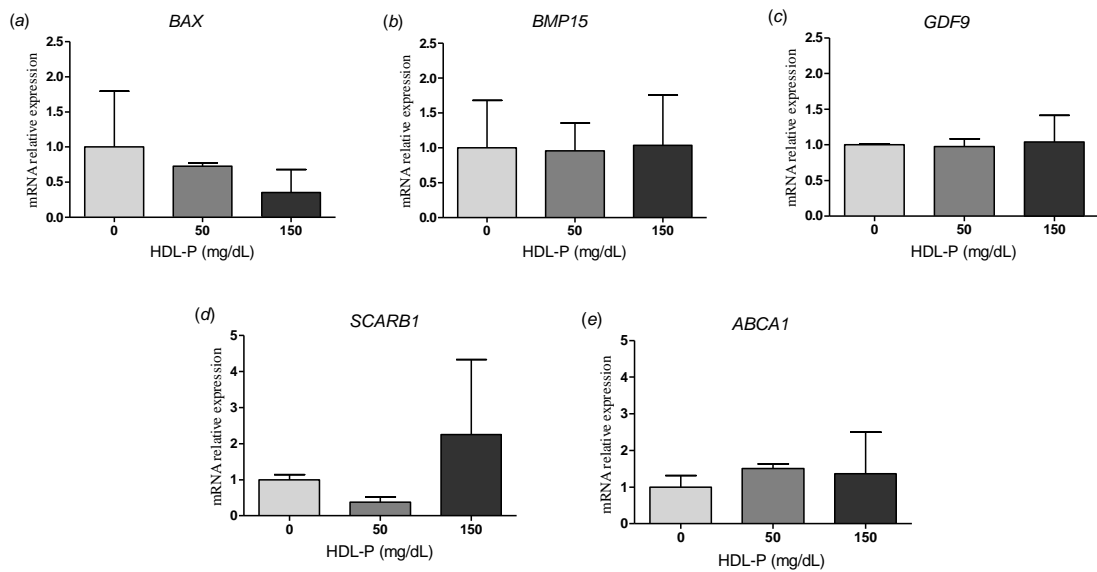 (a)
BAX
mRNA relative expression
2.5
2.0
1.5
1.0
0.5
0.0
0 50 150
HDL-P (mg/dL)
(b)
BMP15
mRNA relative expression
2.5
2.0
1.5
1.0
0.5
0.0
0 50 150
HDL-P (mg/dL)
(c)
GDF9
mRNA relative expression
2.5
2.0
1.5
1.0
0.5
0.0
0 50 150
HDL-P (mg/dL)
(d)
SCARB1
mRNA relative expression
5
4
3
2
1
0
0 50 150
HDL-P (mg/dL)
(e)
ABCA1
mRNA relative expression
5
4
3
2
1
0
0 50 150
HDL-P (mg/dL)